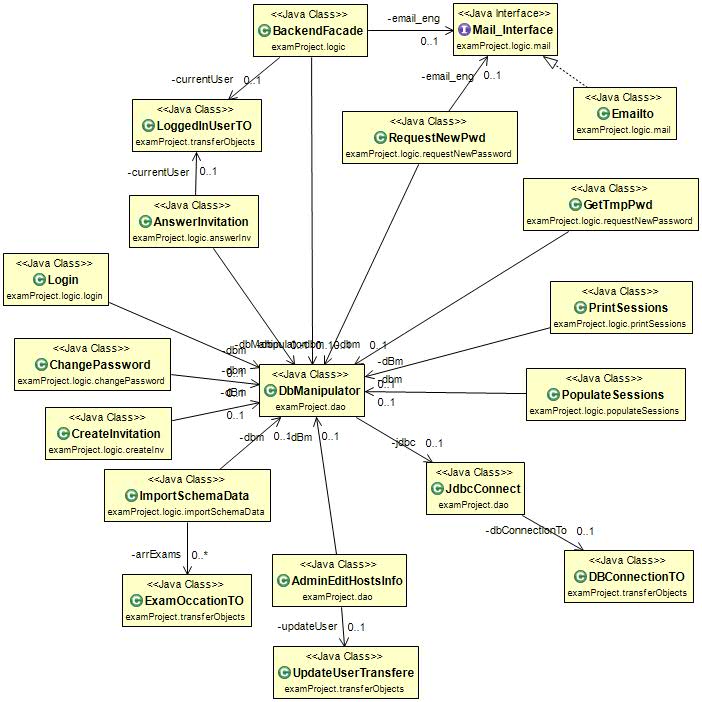 <<Java Class>>
BackendFacade
examProject.logic
-email_eng
0..1
<<Java Interface>>
Mail_Interface
examProject.logic.mail
-currentUser 0..1
-email_eng 0..1
<<Java Class>>
Emailto
examProject.logic.mail
<<Java Class>>
LoggedInUserTO
examProject.transferObjects
<<Java Class>>
RequestNewPwd
examProject.logic.requestNewPassword
-currentUser 0..1
<<Java Class>>
GetTmpPwd
examProject.logic.requestNewPassword
<<Java Class>>
AnswerInvitation
examProject.logic.answerInv
<<Java Class>>
Login
examProject.logic.login
<<Java Class>>
PrintSessions
examProject.logic.printSessions
-dbm 0..1
-dbm
<<Java Class>>
ChangePassword
examProject.logic.changePassword
-dBm
<<Java Class>>
DbManipulator
examProject.dao
-dbm
0..1
<<Java Class>>
PopulateSessions
examProject.logic.populateSessions
-dBm
0..1
<<Java Class>>
CreateInvitation
examProject.logic.createInv
-dbm 0..1
-dBm 0..1
-jdbc 0..1
<<Java Class>>
ImportSchemaData
examProject.logic.importSchemaData
<<Java Class>>
JdbcConnect
examProject.dao
-dbConnectionTo 0..1
-arrExams 0..*
<<Java Class>>
ExamOccationTO
examProject.transferObjects
<<Java Class>>
AdminEditHostsInfo
examProject.dao
<<Java Class>>
DBConnectionTO
examProject.transferObjects
-updateUser 0..1
<<Java Class>>
UpdateUserTransfere
examProject.transferObjects